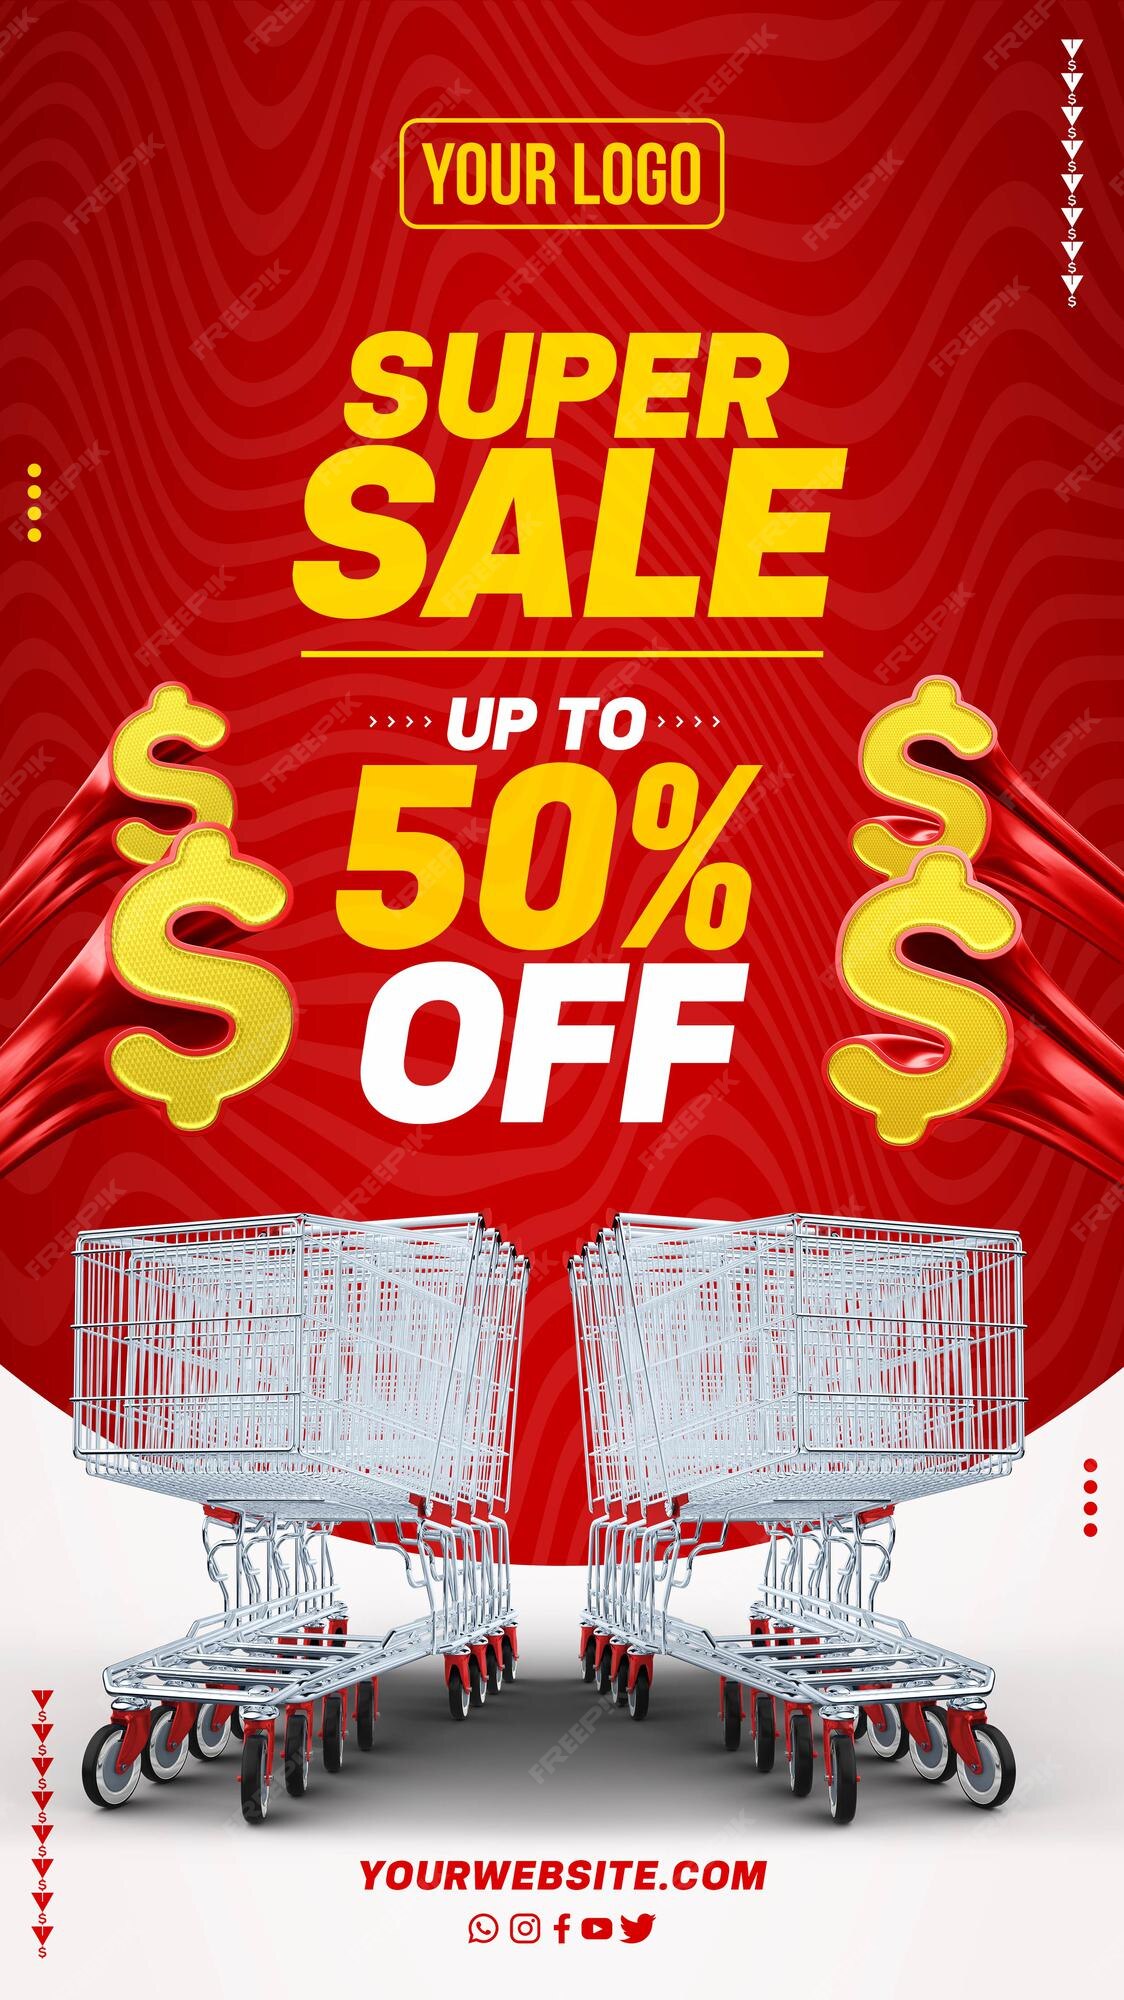 YOUR LOGO
SUPER
SALE
›››› UP TO ››››
50%
OFF
YOURWEBSITE.COM